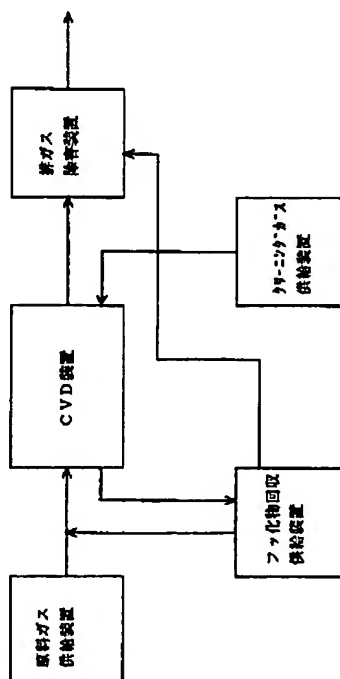 原料ガス
供給装置
CVD装置
排ガス
除害装置
フッ化物回収
供給装置
クリーニングガス
供給装置